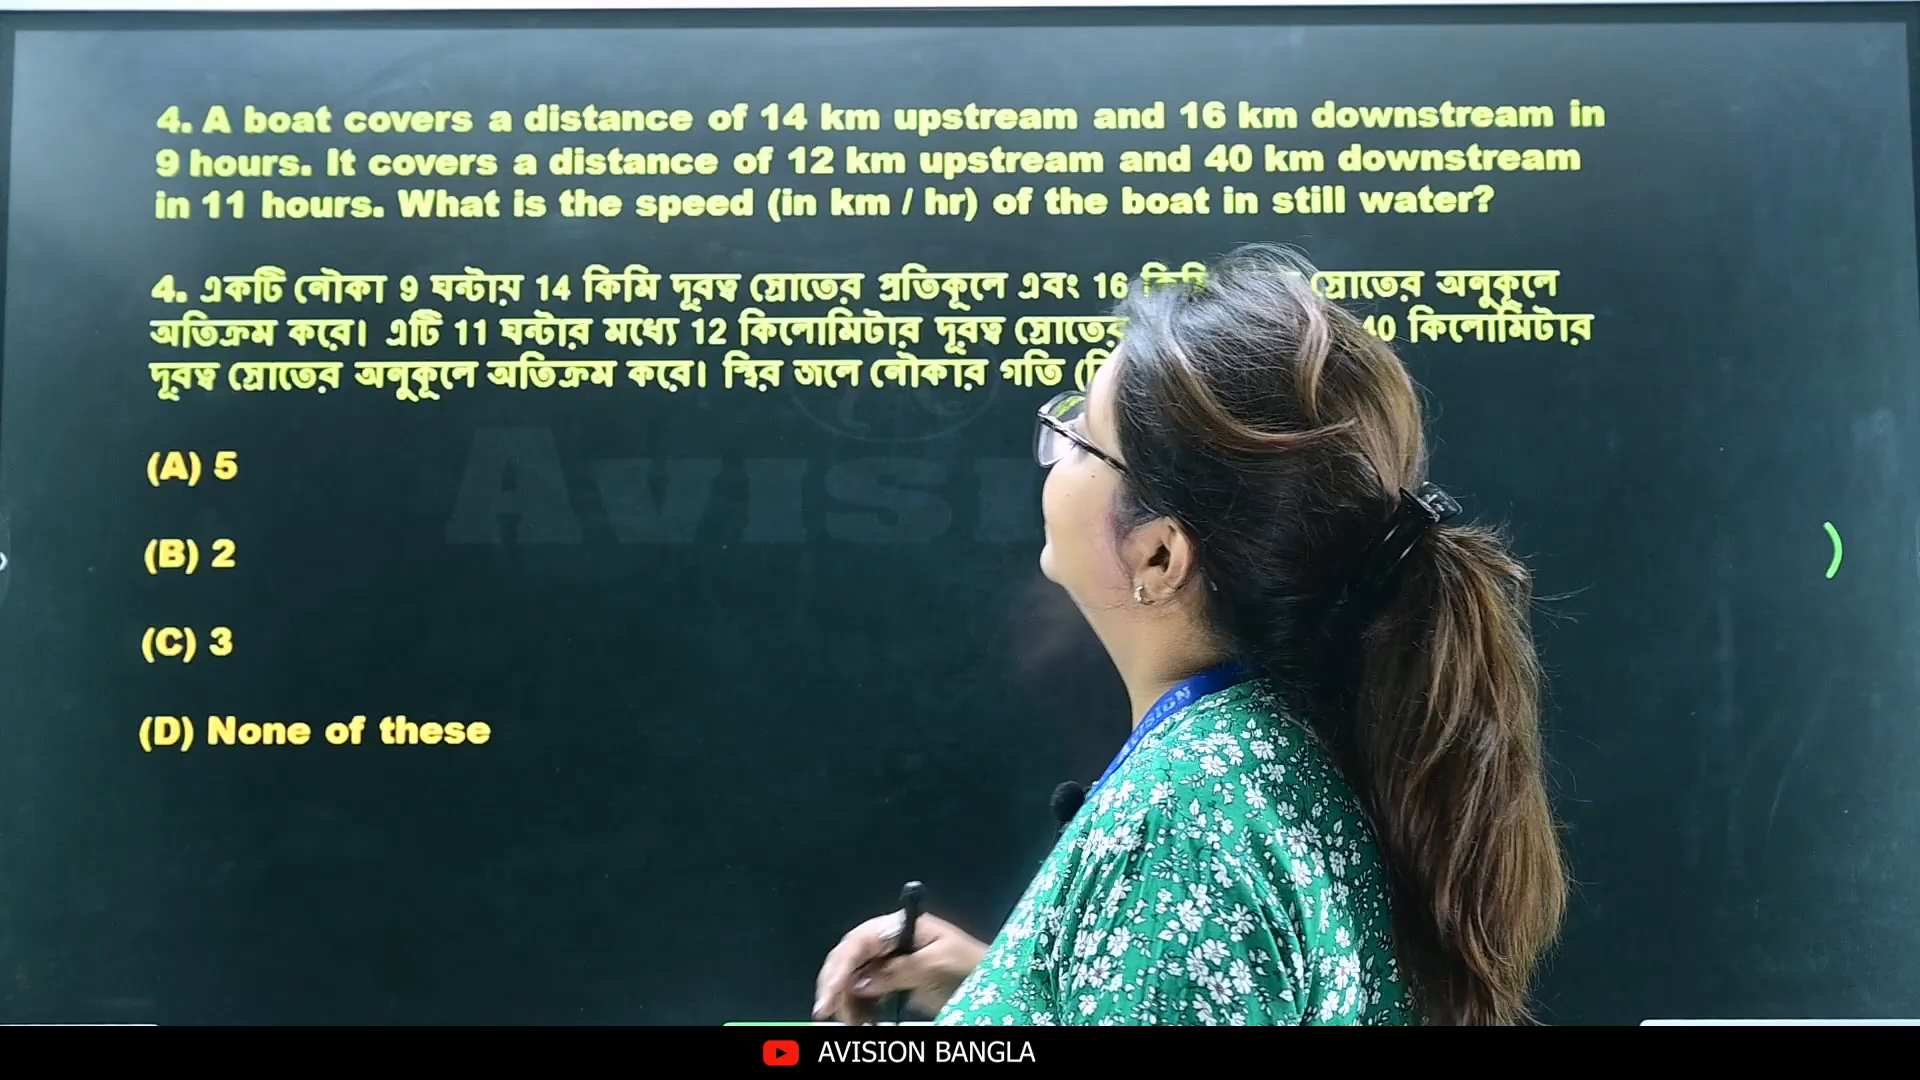 4. A boat covers a distance of 14 km upstream and 16 km downstream in
9 hours. It covers a distance of 12 km upstream and 40 km downstream
in 11 hours. What is the speed (in km / hr) of the boat in still water?
4. একটি নৌকা 9 ঘন্টায় 14 কিমি দূরত্ব স্রোতের প্রতিকূলে এবং 16 স্রোতের অনুকূলে
অতিক্রম করে। এটি 11 ঘন্টার মধ্যে 12 কিলোমিটার দূরত্ব স্রোতের 40 কিলোমিটার
দূরত্ব স্রোতের অনুকূলে অতিক্রম করে। স্থির জলে নৌকার গতি
(A) 5
(B) 2
(C) 3
(D) None of these
AVISION BANGLA